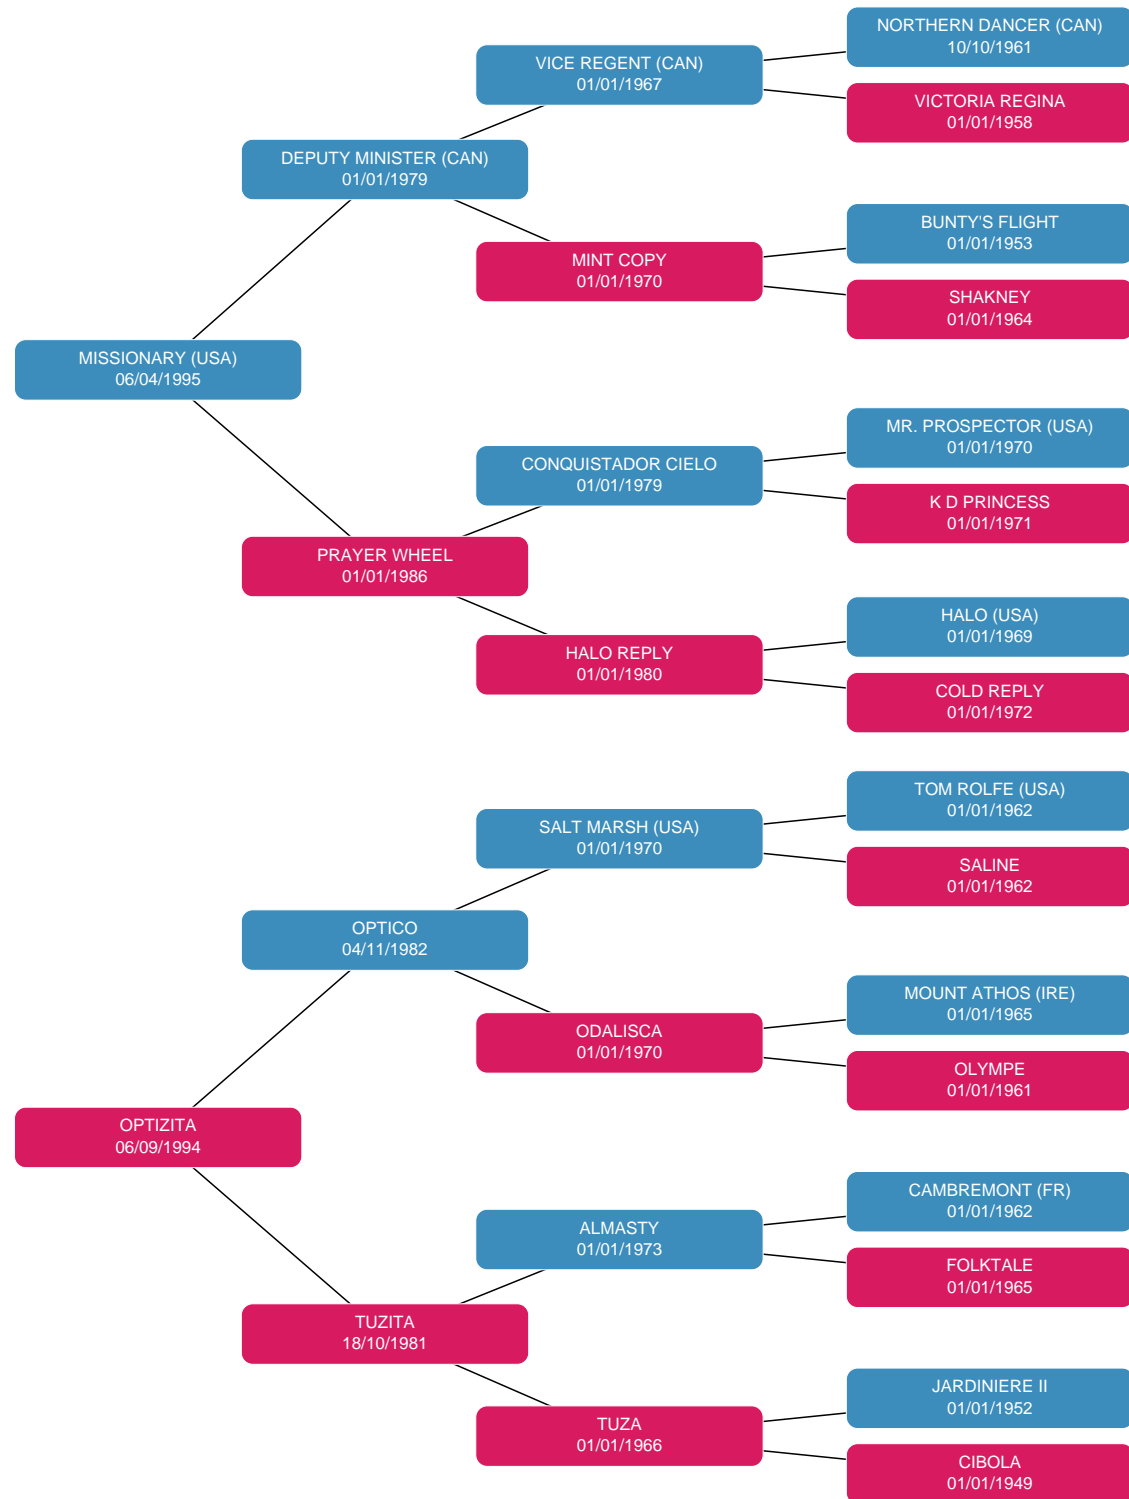 NORTHERN DANCER (CAN)
10/10/1961
VICE REGENT (CAN)
01/01/1967
VICTORIA REGINA
01/01/1958
DEPUTY MINISTER (CAN)
01/01/1979
BUNTY'S FLIGHT
01/01/1953
MINT COPY
01/01/1970
SHAKNEY
01/01/1964
MISSIONARY (USA)
06/04/1995
MR. PROSPECTOR (USA)
01/01/1970
CONQUISTADOR CIELO
01/01/1979
K D PRINCESS
01/01/1971
PRAYER WHEEL
01/01/1986
HALO (USA)
01/01/1969
HALO REPLY
01/01/1980
COLD REPLY
01/01/1972
TOM ROLFE (USA)
01/01/1962
SALT MARSH (USA)
01/01/1970
SALINE
01/01/1962
OPTICO
04/11/1982
MOUNT ATHOS (IRE)
01/01/1965
ODALISCA
01/01/1970
OLYMPE
01/01/1961
OPTIZITA
06/09/1994
CAMBREMONT (FR)
01/01/1962
ALMASTY
01/01/1973
FOLKTALE
01/01/1965
TUZITA
18/10/1981
JARDINIERE II
01/01/1952
TUZA
01/01/1966
CIBOLA
01/01/1949